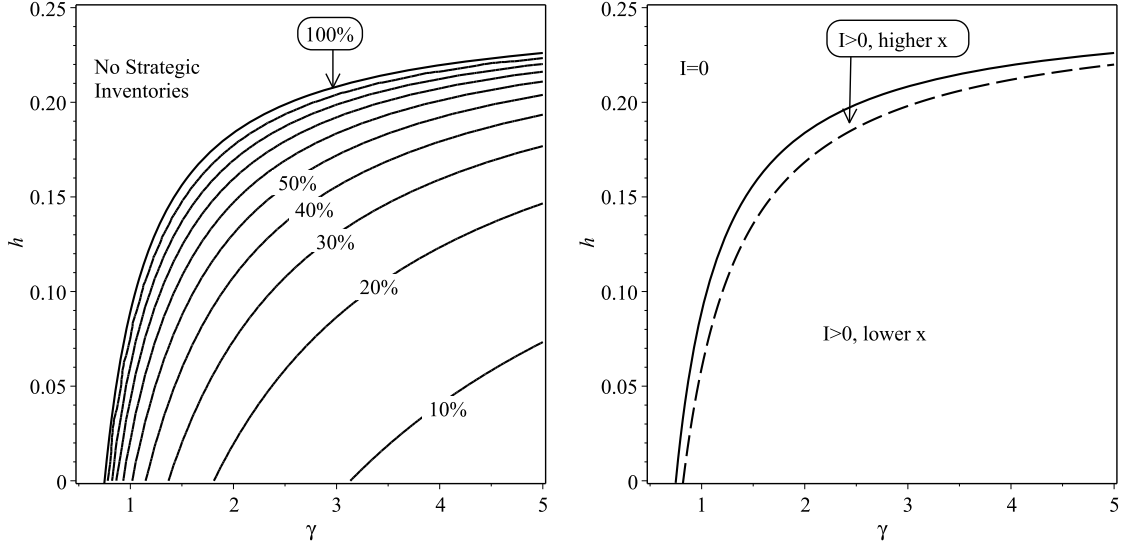 0.25
100%
No Strategic
Inventories
0.20
0.15
50%
40%
30%
h
0.10
20%
0.05
10%
0
1 2 3 4 5
γ
0.25
I>0, higher x
I=0
0.20
0.15
h
0.10
I>0, lower x
0.05
0
1 2 3 4 5
γ